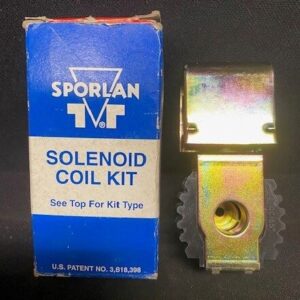 SPORLAN
SOLENOID
COIL KIT
See Top For Kit Type
U.S. PATENT NO. 3,818,398